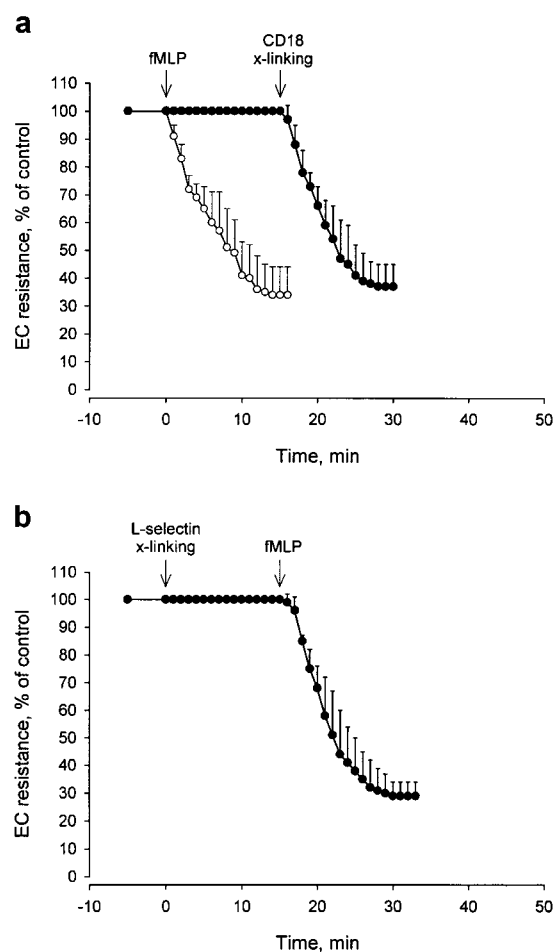 a
fMLP
CD18
x-linking
110
100
90
80
70
60
50
40
30
20
10
0
EC resistance, % of control
-10 0 10 20 30 40 50
Time, min
b
L-selectin
x-linking
fMLP
110
100
90
80
70
60
50
40
30
20
10
0
EC resistance, % of control
-10 0 10 20 30 40 50
Time, min